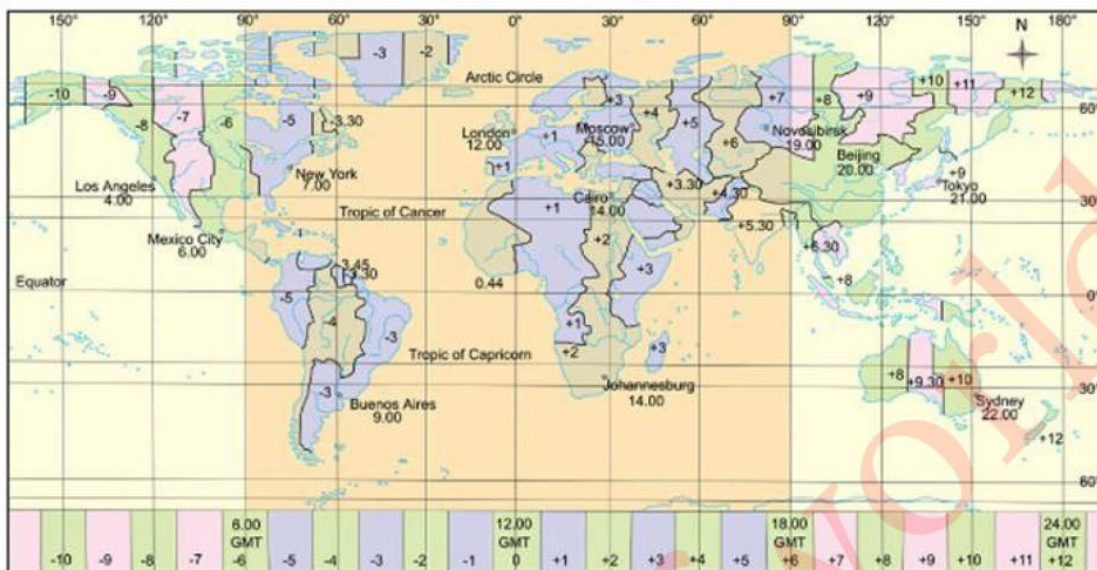 150° 120° 90° 60° 30° 0° 30° 60° 90° 120° 150° 180°
N
-3 -2
Arctic Circle
-10 -9 -7 +3 +4 +7 +8 +9 +10 +11 +12
60°
-8 -6 -5 -3.30 +1 +5 +6
London
12.00
Moscow
15.00
Novosibirsk
19.00
Beijing
20.00
+1
New York
7.00
Los Angeles
4.00
+3.30 +4.30
+9
Tokyo
21.00
30°
Cairo
14.00
Tropic of Cancer
+1 +2 +5.30 +6.30
Mexico City
6.00
-3.45
-3.30
+3
0.44
+8
Equator
0°
-5 -4 -3
+1
+2
+3
Tropic of Capricorn
+8 +9.30 +10
-3
Johannesburg
14.00
30°
Buenos Aires
9.00
Sydney
22.00
+12
60°
6.00 12.00 18.00 24.00
GMT GMT GMT GMT
-10 -9 -8 -7 -5 -4 -3 -2 -1 0 +1 +2 +3 +4 +5 +6 +7 +8 +9 +10 +11 +12